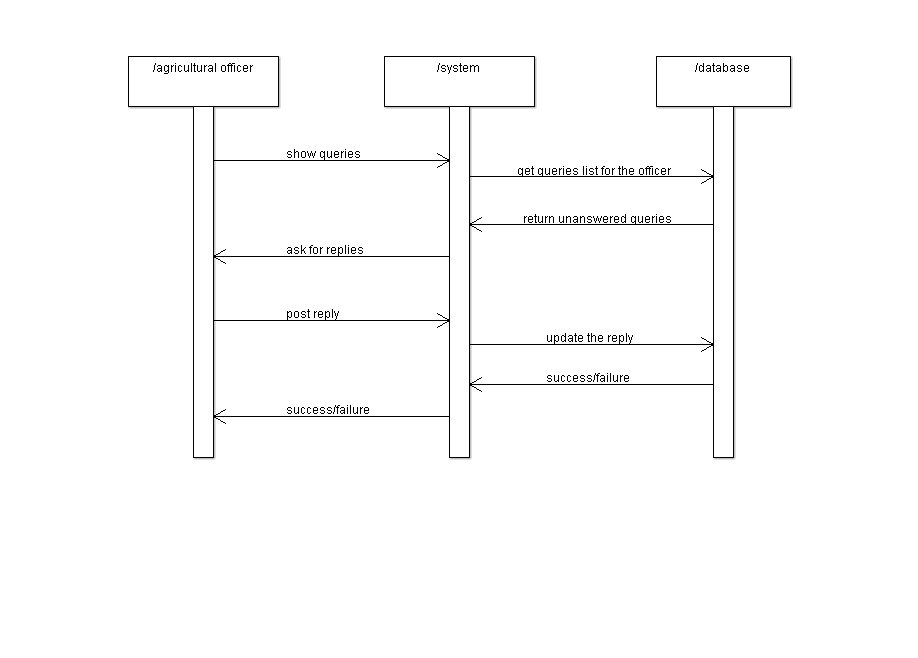 /agricultural officer
/system
/database
show queries
get queries list for the officer
return unanswered queries
ask for replies
post reply
update the reply
success/failure
success/failure